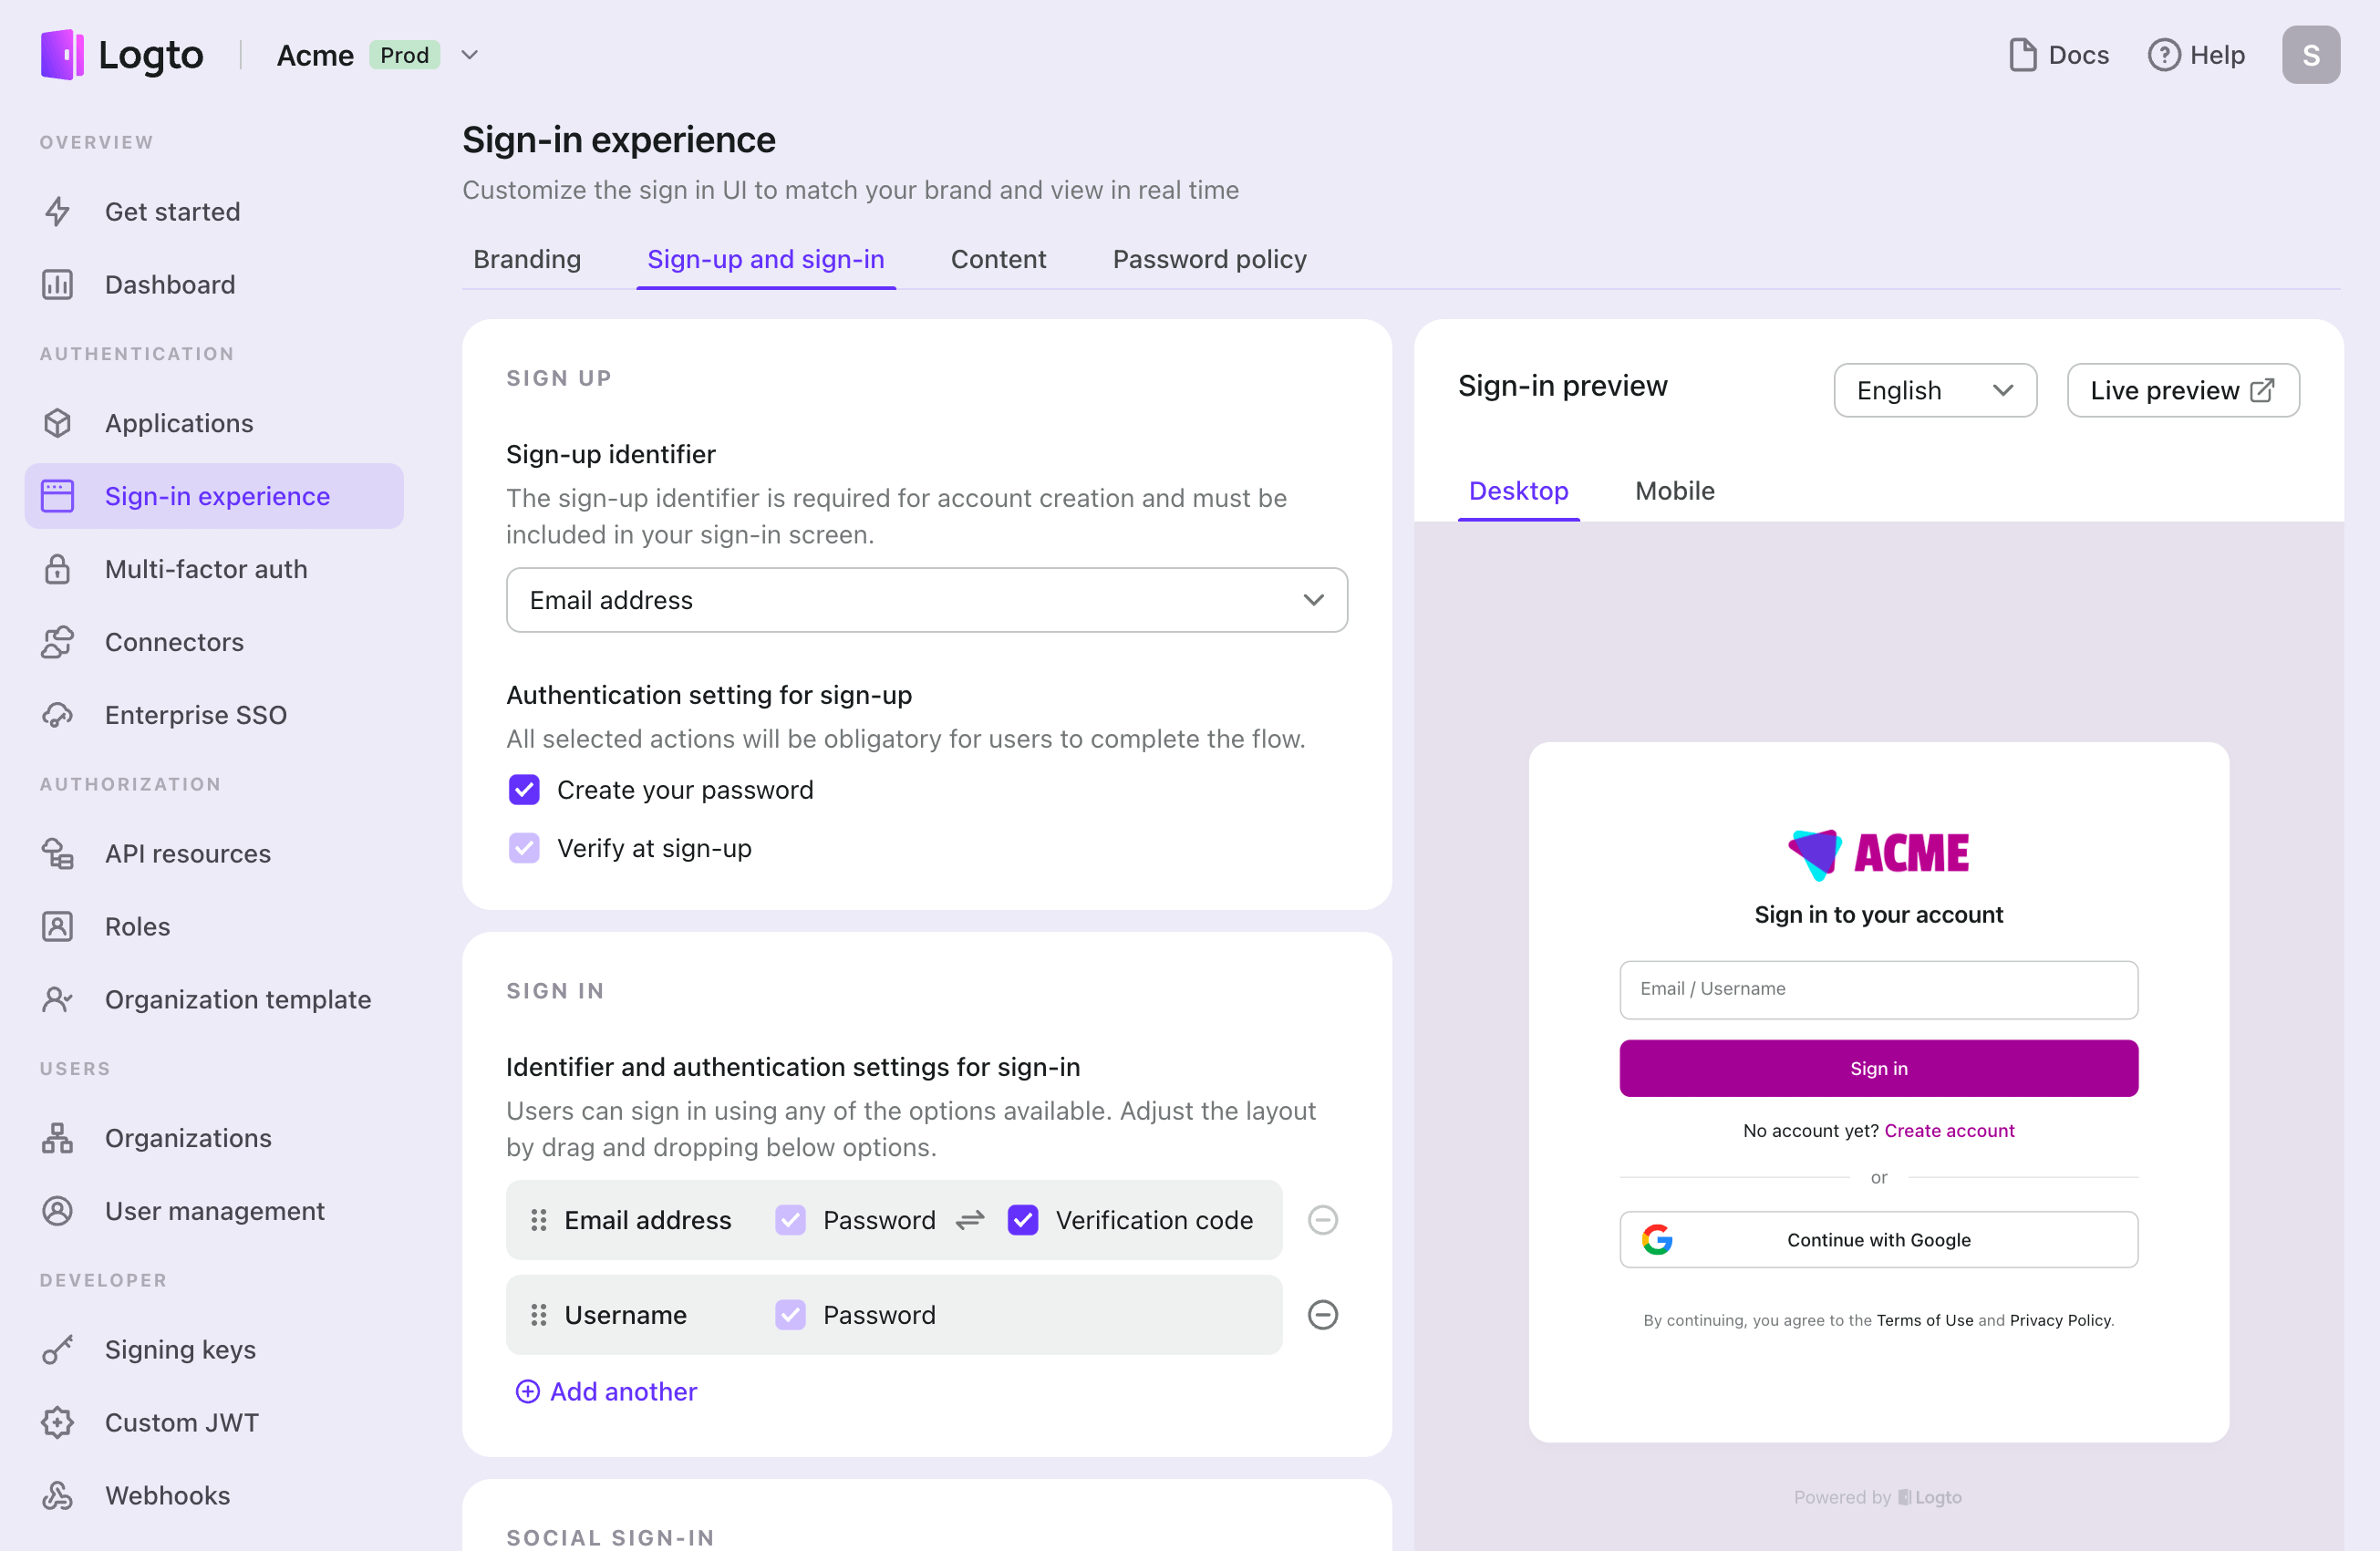 Logto
Acme Prod
Docs
Help
S
OVERVIEW
Get started
Dashboard
AUTHENTICATION
Applications
Sign-in experience
Multi-factor auth
Connectors
Enterprise SSO
AUTHORIZATION
API resources
Roles
Organization template
USERS
Organizations
User management
DEVELOPER
Signing keys
Custom JWT
Webhooks
Sign-in experience
Customize the sign in UI to match your brand and view in real time
Branding
Sign-up and sign-in
Content
Password policy
SIGN UP
Sign-up identifier
The sign-up identifier is required for account creation and must be
included in your sign-in screen.
Email address
Authentication setting for sign-up
All selected actions will be obligatory for users to complete the flow.
Create your password
Verify at sign-up
SIGN IN
Identifier and authentication settings for sign-in
Users can sign in using any of the options available. Adjust the layout
by drag and dropping below options.
Email address Password Verification code
Username Password
Add another
SOCIAL SIGN-IN
Sign-in preview
English
Live preview
Desktop
Mobile
ACME
Sign in to your account
Email / Username
Sign in
No account yet? Create account
or
Continue with Google
By continuing, you agree to the Terms of Use and Privacy Policy.
Powered by Logto